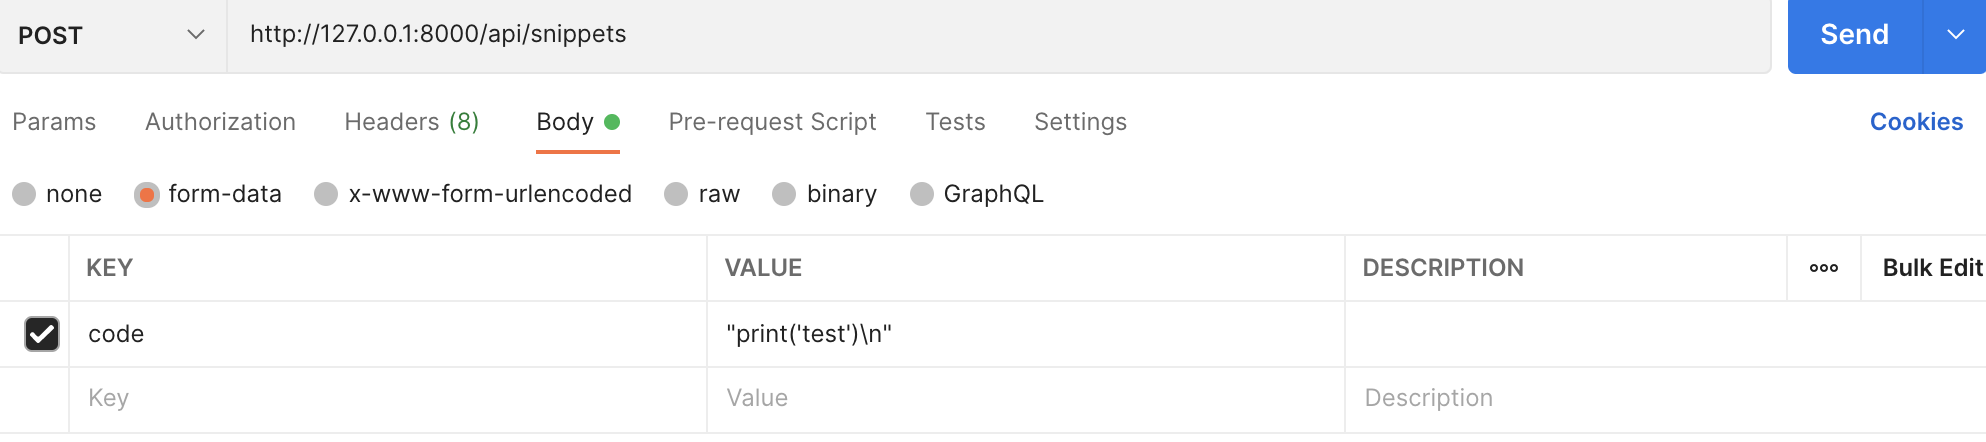 POST http://127.0.0.1:8000/api/snippets Send
Params Authorization Headers (8) Body Pre-request Script Tests Settings Cookies
none form-data x-www-form-urlencoded raw binary GraphQL
KEY VALUE DESCRIPTION ooo Bulk Edit
code "print('test')\n"
Key Value Description